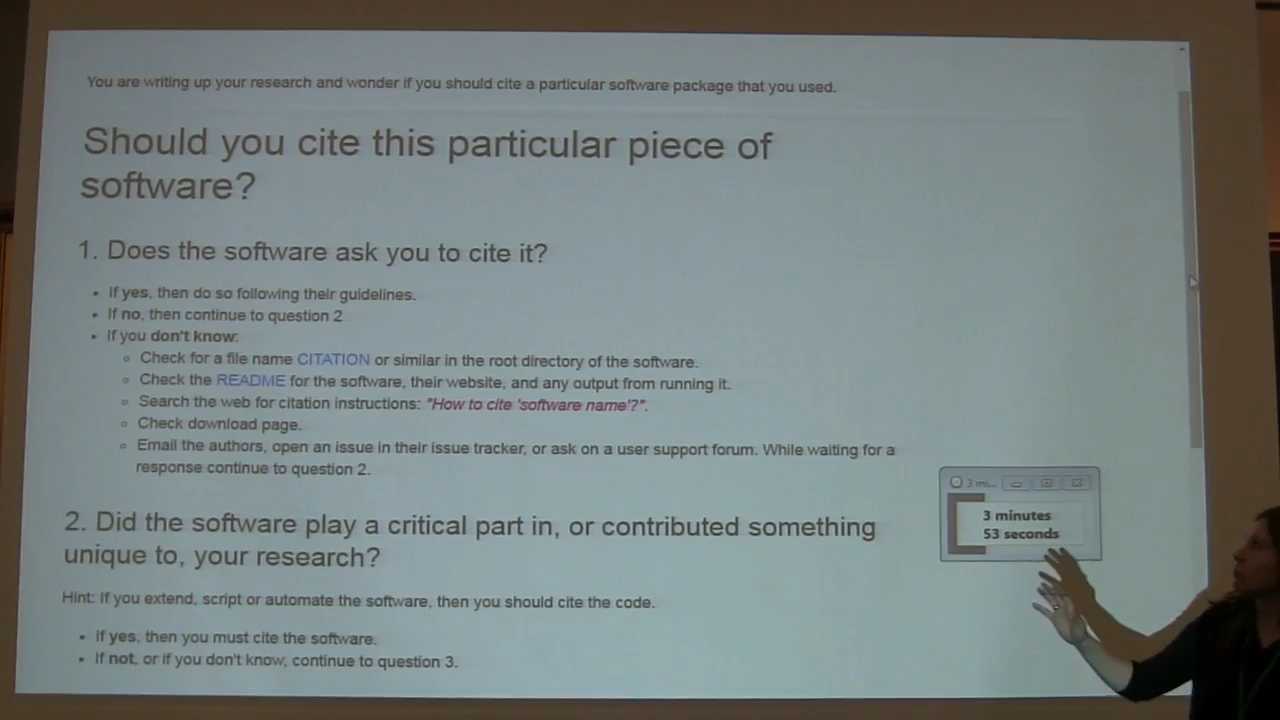 You are writing up your research and wonder if you should cite a particular software package that you used.
Should you cite this particular piece of
software?
1. Does the software ask you to cite it?
• If yes, then do so following their guidelines.
• If no, then continue to question 2
• If you don't know:
◦ Check for a file name CITATION or similar in the root directory of the software.
◦ Check the README for the software, their website, and any output from running it.
◦ Search the web for citation instructions: "How to cite 'software name'?".
◦ Check download page.
◦ Email the authors, open an issue in their issue tracker, or ask on a user support forum. While waiting for a
response continue to question 2.
2. Did the software play a critical part in, or contributed something
unique to, your research?
Hint: If you extend, script or automate the software, then you should cite the code.
• If yes, then you must cite the software.
• If not, or if you don't know, continue to question 3.
3 mi...
3 minutes
53 seconds